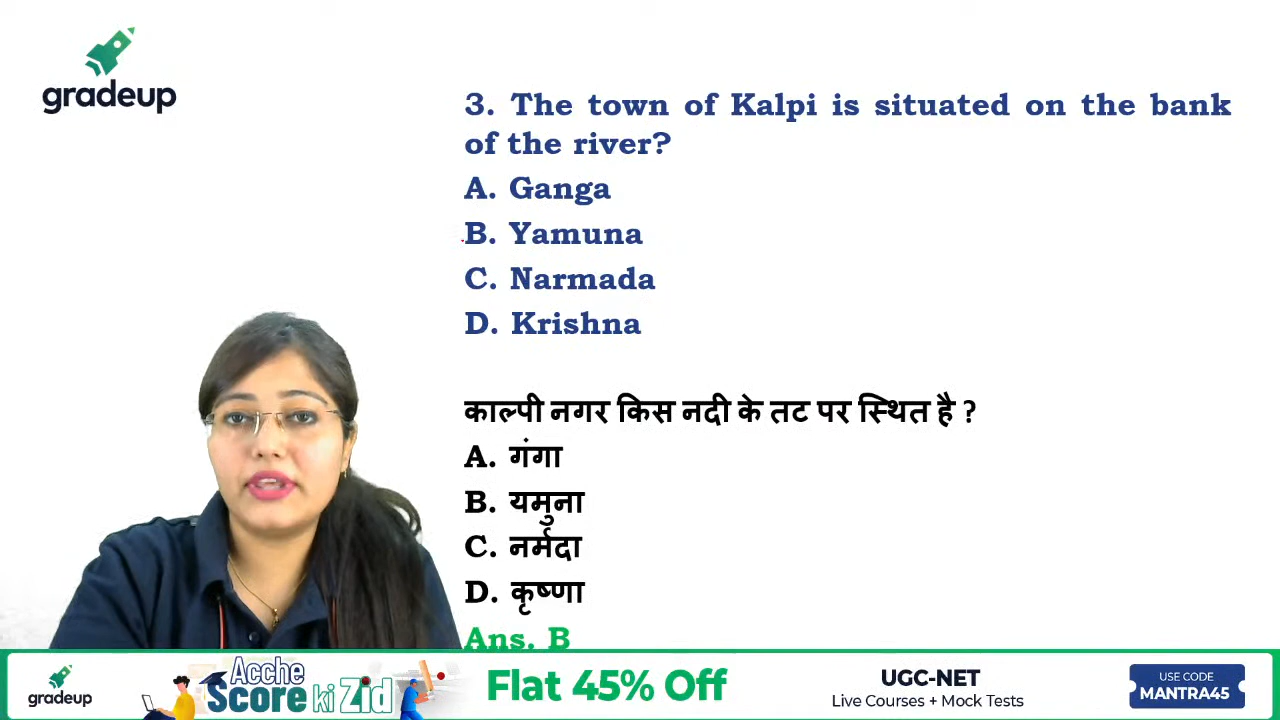 gradeup
3. The town of Kalpi is situated on the bank
of the river?
A. Ganga
B. Yamuna
C. Narmada
D. Krishna
काल्पी नगर किस नदी के तट पर स्थित है ?
A. गंगा
B. यमुना
C. नर्मदा
D. कृष्णा
Ans. B
gradeup
Acche
Score ki Zid
Flat 45% Off
UGC-NET
Live Courses + Mock Tests
USE CODE
MANTRA45